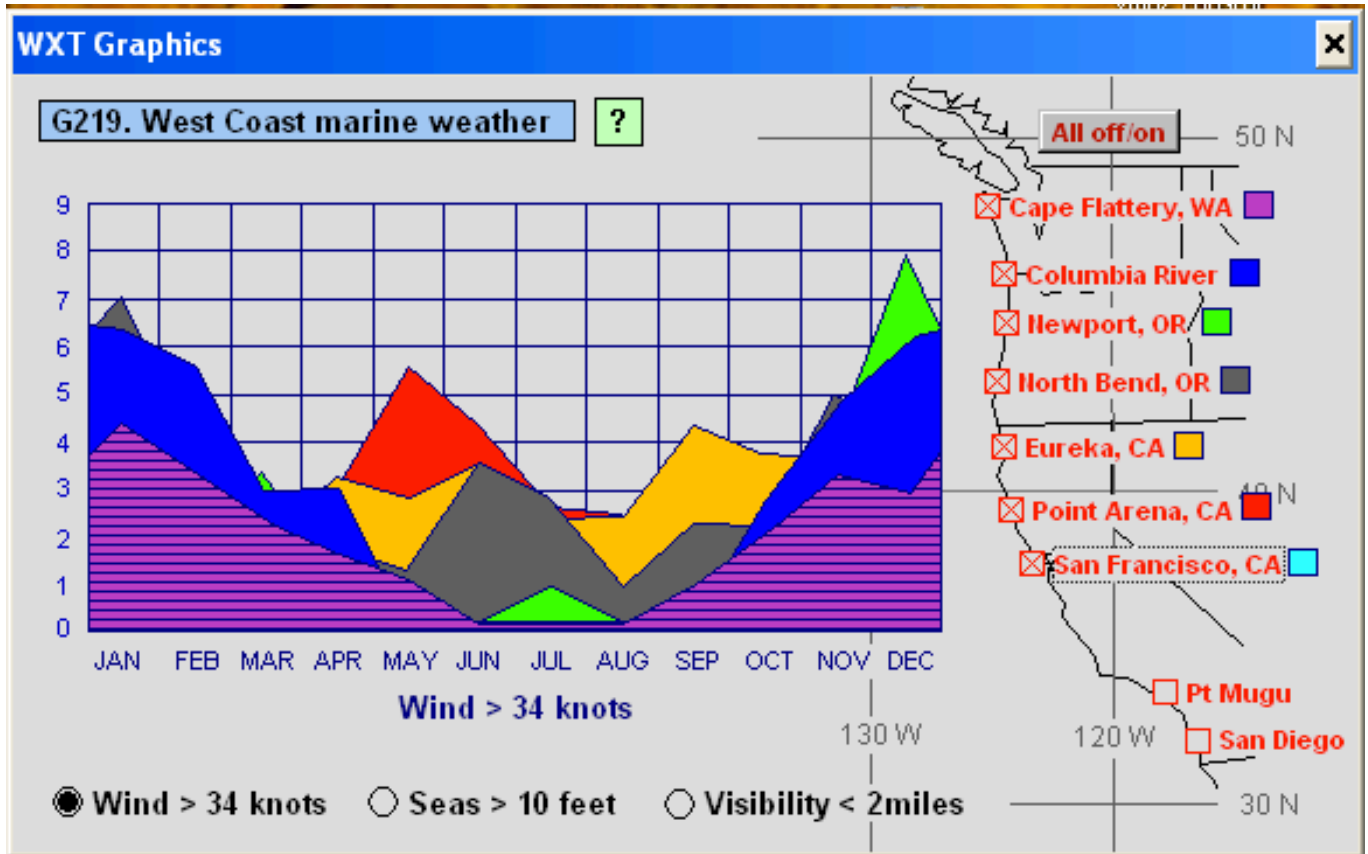 WXT Graphics
G219. West Coast marine weather ?
All off/on
50 N
9
8
7
6
5
4
3
2
1
0
JAN FEB MAR APR MAY JUN JUL AUG SEP OCT NOV DEC
Wind > 34 knots
Cape Flattery, WA
Columbia River
Newport, OR
North Bend, OR
Eureka, CA
40 N
Point Arena, CA
San Francisco, CA
Pt Mugu
San Diego
130 W
120 W
30 N
Wind > 34 knots Seas > 10 feet Visibility < 2miles